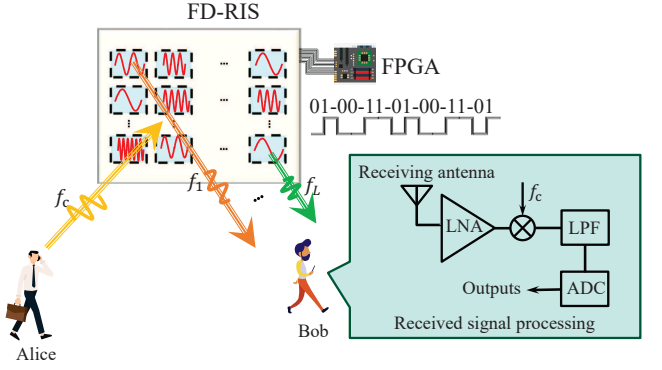 FD-RIS
...
FPGA
...
01-00-11-01-00-11-01
...
f_c
f_1
...
f_L
Receiving antenna
f_c
LNA
LPF
Outputs
ADC
Received signal processing
Alice
Bob